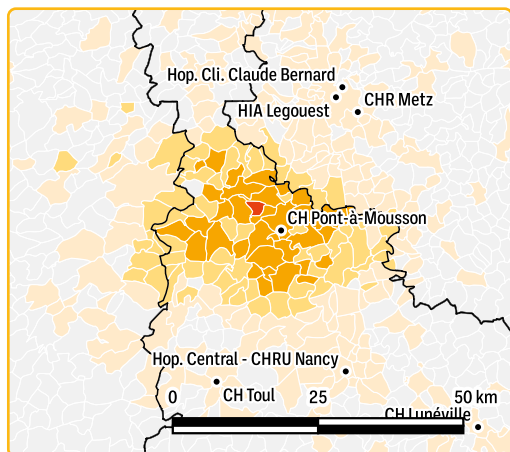 Hop. Cli. Claude Bernard
HIA Legouest
CHR Metz
CH Pont-à-Mousson
Hop. Central - CHRU Nancy
CH Toul
0 25 50 km
CH Lunéville